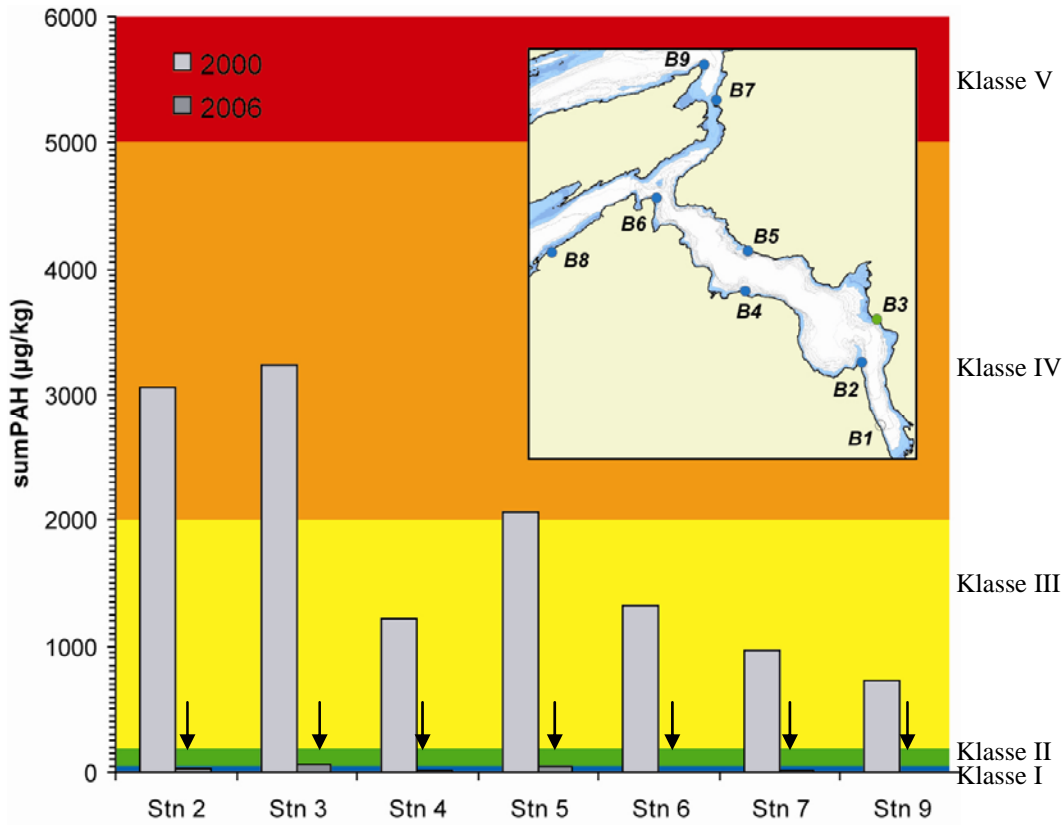 6000
5000
4000
3000
2000
1000
0
sumPAH (µg/kg)
2000
2006
B9
B7
B6
B5
B8
B4
B3
B2
B1
Klasse V
Klasse IV
Klasse III
Klasse II
Klasse I
Stn 2 Stn 3 Stn 4 Stn 5 Stn 6 Stn 7 Stn 9